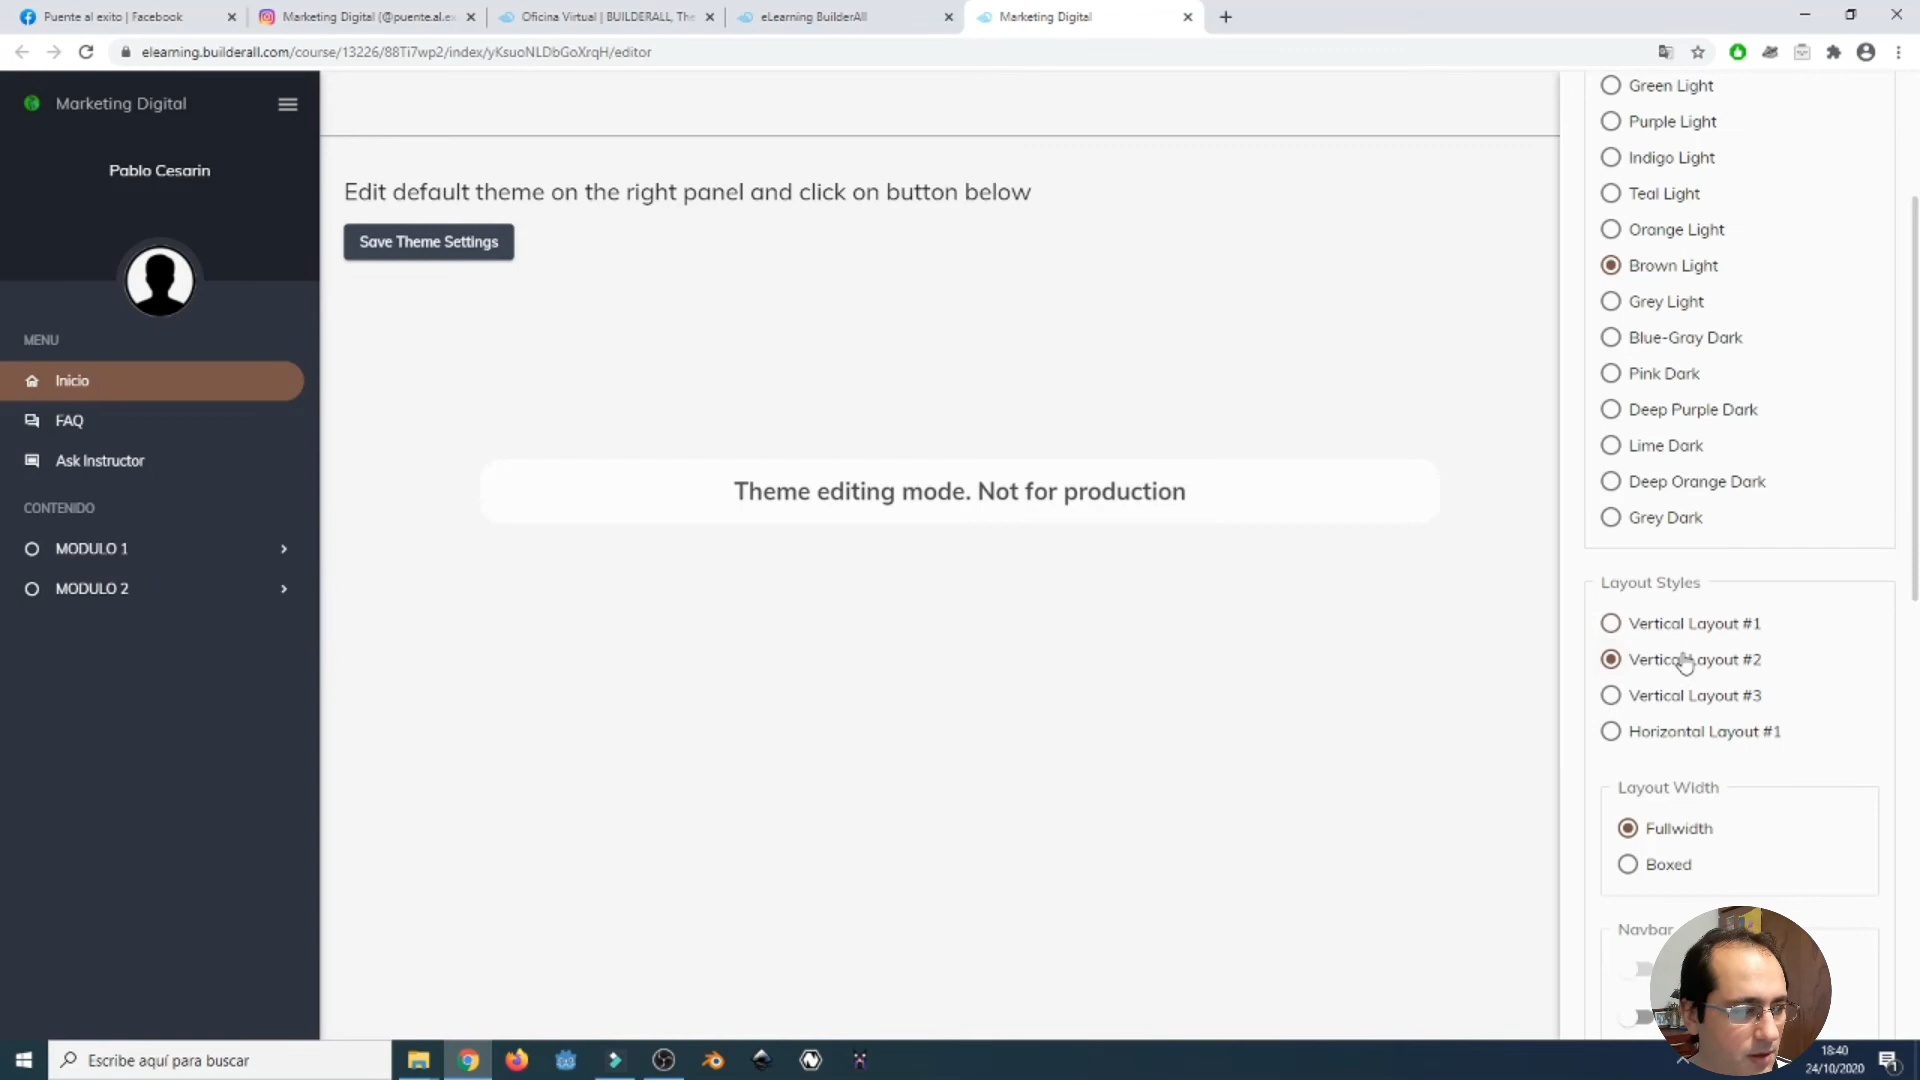 Puente al exito | Facebook
Marketing Digital (@puente.al.ex
Oficina Virtual | BUILDERALL, The
eLearning BuilderAll
Marketing Digital
elearning.builderall.com/course/13226/88Ti7wp2/index/yKsuoNLDbGoXrqH/editor
Marketing Digital
Pablo Cesarin
MENU
Inicio
FAQ
Ask Instructor
CONTENIDO
MODULO 1
MODULO 2
Edit default theme on the right panel and click on button below
Save Theme Settings
Theme editing mode. Not for production
Green Light
Purple Light
Indigo Light
Teal Light
Orange Light
Brown Light
Grey Light
Blue-Gray Dark
Pink Dark
Deep Purple Dark
Lime Dark
Deep Orange Dark
Grey Dark
Layout Styles
Vertical Layout #1
Vertical Layout #2
Vertical Layout #3
Horizontal Layout #1
Layout Width
Fullwidth
Boxed
Navbar
Escribe aquí para buscar
18:40
24/10/2020
1